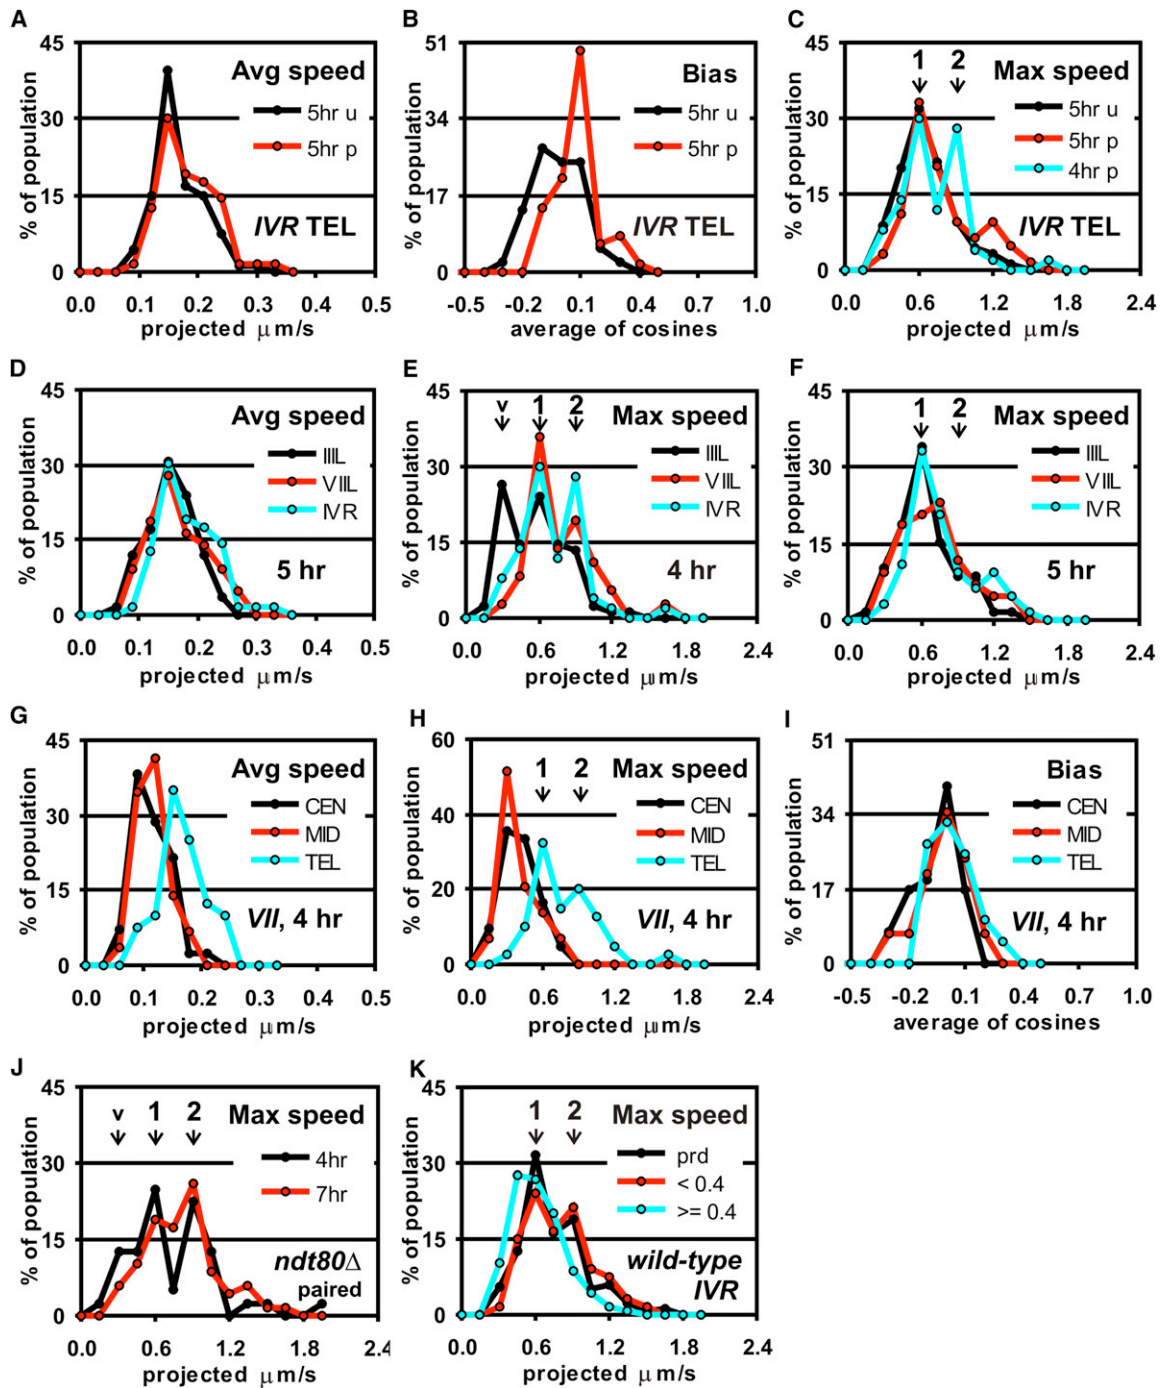 A
45
30
15
0
% of population
Avg speed
5hr u
5hr p
IVR TEL
0.0 0.1 0.2 0.3 0.5
projected μm/s
B
51
34
17
0
% of population
Bias
5hr u
5hr p
IVR TEL
-0.5 -0.2 0.1 0.4 1.0
average of cosines
C
45
30
15
0
% of population
1 2
Max speed
5hr u
5hr p
4hr p
IVR TEL
0.0 0.6 1.2 1.8 2.4
projected μm/s
D
45
30
15
0
% of population
Avg speed
IIIL
VIIL
IVR
5 hr
0.0 0.1 0.2 0.3 0.5
projected μm/s
E
45
30
15
0
% of population
v 1 2
Max speed
IIIL
VIIL
IVR
4 hr
0.0 0.6 1.2 1.8 2.4
projected μm/s
F
45
30
15
0
% of population
1 2
Max speed
IIIL
VIIL
IVR
5 hr
0.0 0.6 1.2 1.8 2.4
projected μm/s
G
45
30
15
0
% of population
Avg speed
CEN
MID
TEL
VII, 4 hr
0.0 0.1 0.2 0.3 0.5
projected μm/s
H
60
40
20
0
% of population
1 2
Max speed
CEN
MID
TEL
VII, 4 hr
0.0 0.6 1.2 1.8 2.4
projected μm/s
I
51
34
17
0
% of population
Bias
CEN
MID
TEL
VII, 4 hr
-0.5 -0.2 0.1 0.4 1.0
average of cosines
J
45
30
15
0
% of population
v 1 2
Max speed
4hr
7hr
ndt80Δ
paired
0.0 0.6 1.2 1.8 2.4
projected μm/s
K
45
30
15
0
% of population
1 2
Max speed
prd
< 0.4
>= 0.4
wild-type
IVR
0.0 0.6 1.2 1.8 2.4
projected μm/s